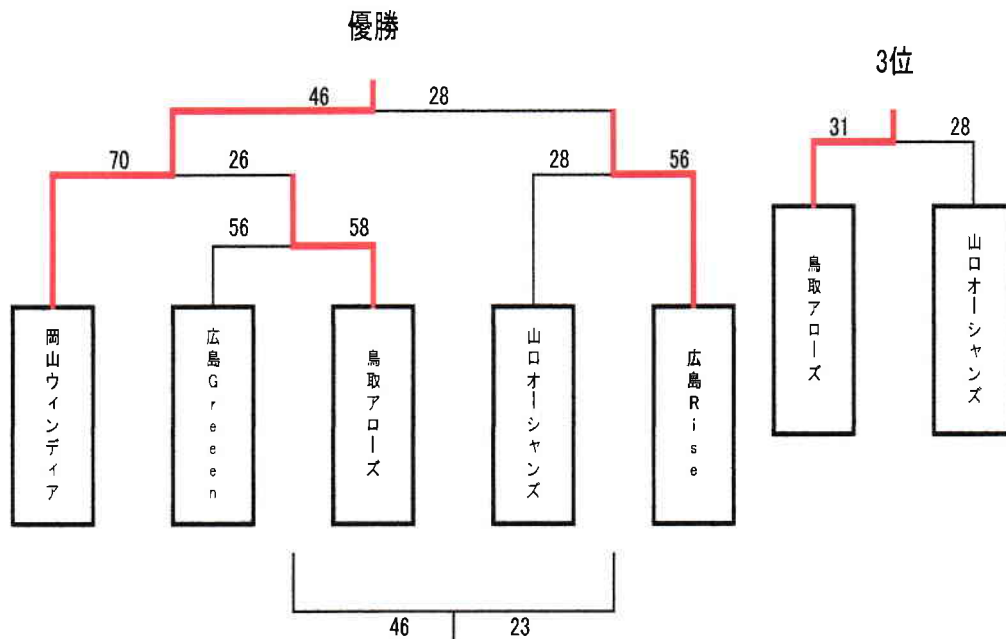 優勝
3位
46 28
31 28
70 26
28 56
56 58
岡山ウインディア
広島Greeen
鳥取アローズ
山口オーシャンズ
広島Rise
鳥取アローズ
山口オーシャンズ
46 23